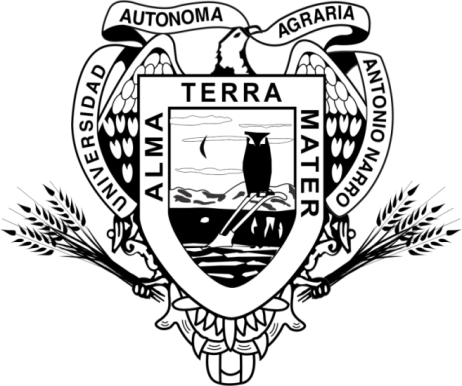 UNIVERSIDAD
AUTONOMA
AGRARIA
ANTONIO NARRO
ALMA
TERRA
MATER